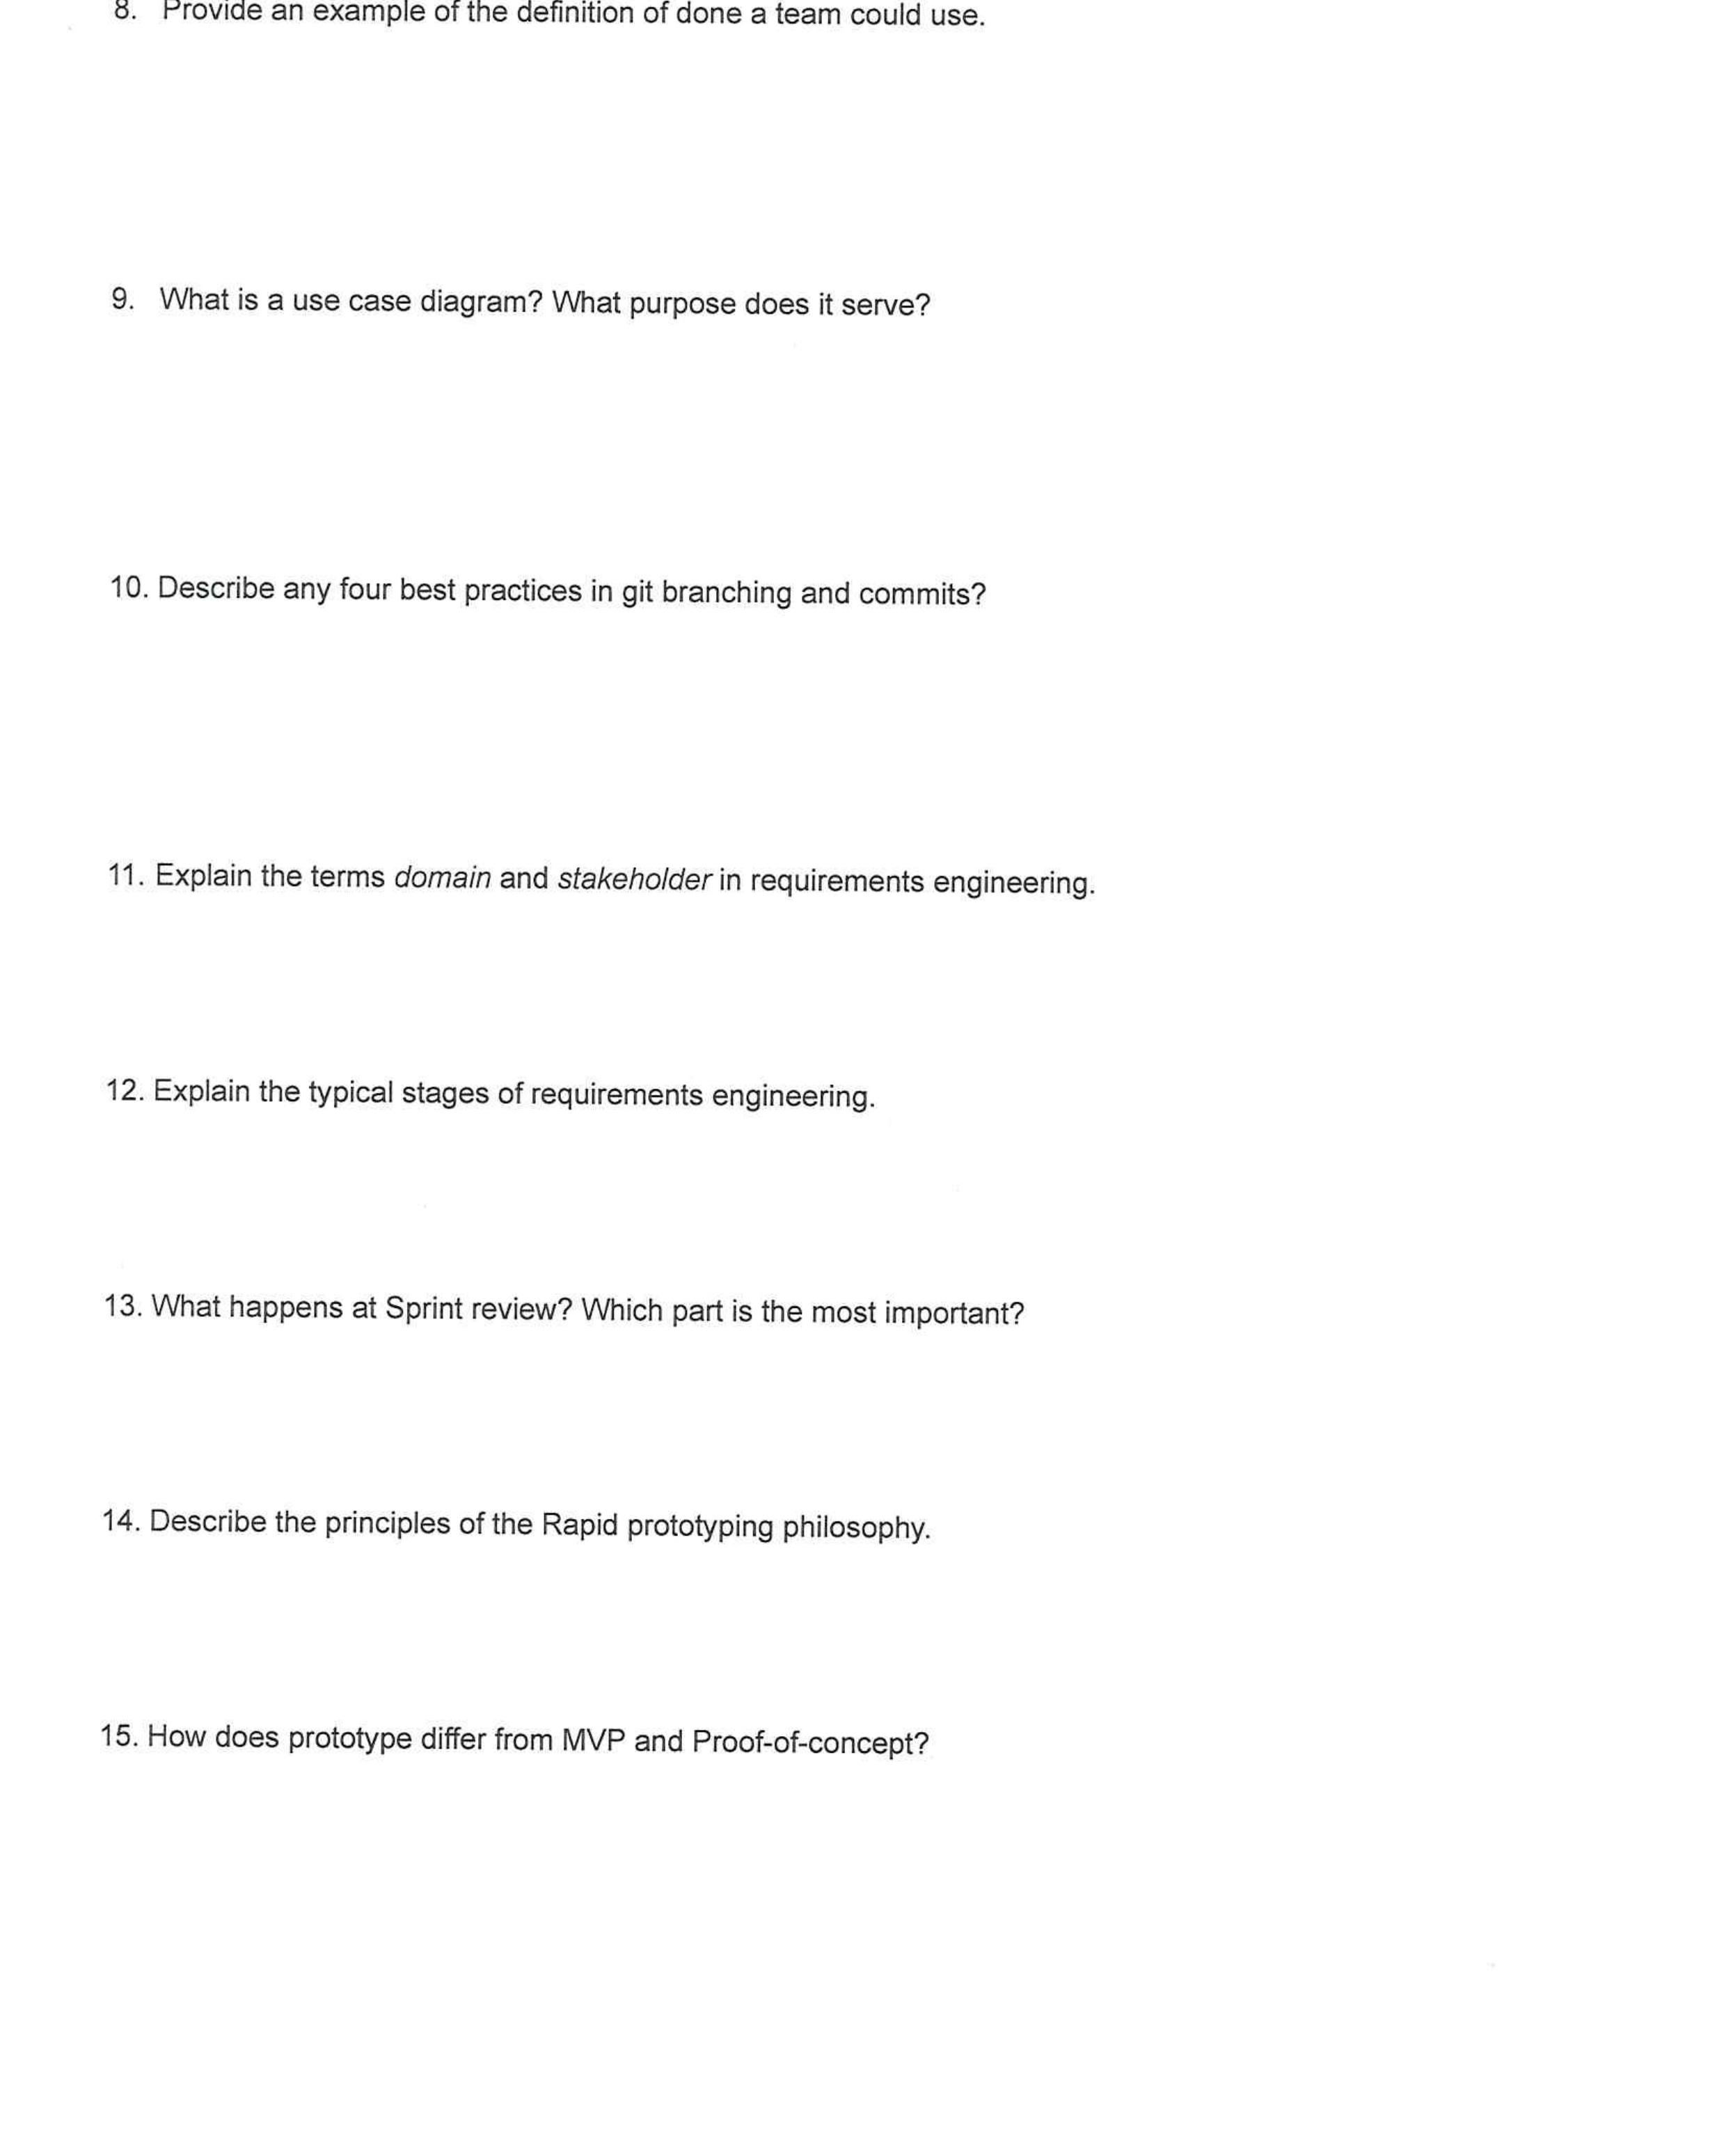 8. Provide an example of the definition of done a team could use.
9. What is a use case diagram? What purpose does it serve?
10. Describe any four best practices in git branching and commits?
11. Explain the terms domain and stakeholder in requirements engineering.
12. Explain the typical stages of requirements engineering.
13. What happens at Sprint review? Which part is the most important?
14. Describe the principles of the Rapid prototyping philosophy.
15. How does prototype differ from MVP and Proof-of-concept?